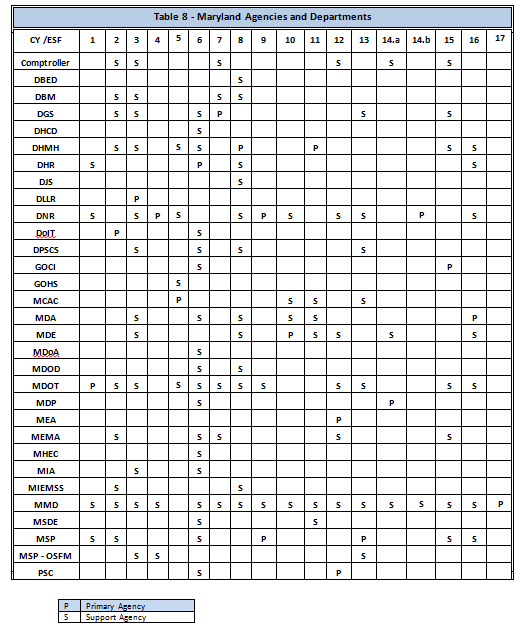 Table 8 - Maryland Agencies and Departments
CY /ESF 1 2 3 4 5 6 7 8 9 10 11 12 13 14.a 14.b 15 16 17
Comptroller S S S S S S
DBED S
DBM S S S S
DGS S S S P S S
DHCD S
DHMH S S S S P P S S
DHR S P S S
DJS S
DLLR P
DNR S S P S S P S S S P S
DoIT P S
DPSCS S S S S
GOCI S P
GOHS S
MCAC P S S S
MDA S S S S S P
MDE S S P S S S S
MDoA S
MDOD S S
MDOT P S S S S S S S S S S S
MDP S P
MEA P
MEMA S S S S S
MHEC S
MIA S S
MIEMSS S S
MMD S S S S S S S S S S S S S S S S P
MSDE S S
MSP S S S P P S S
MSP - OSFM S S S
PSC S P
P Primary Agency
S Support Agency